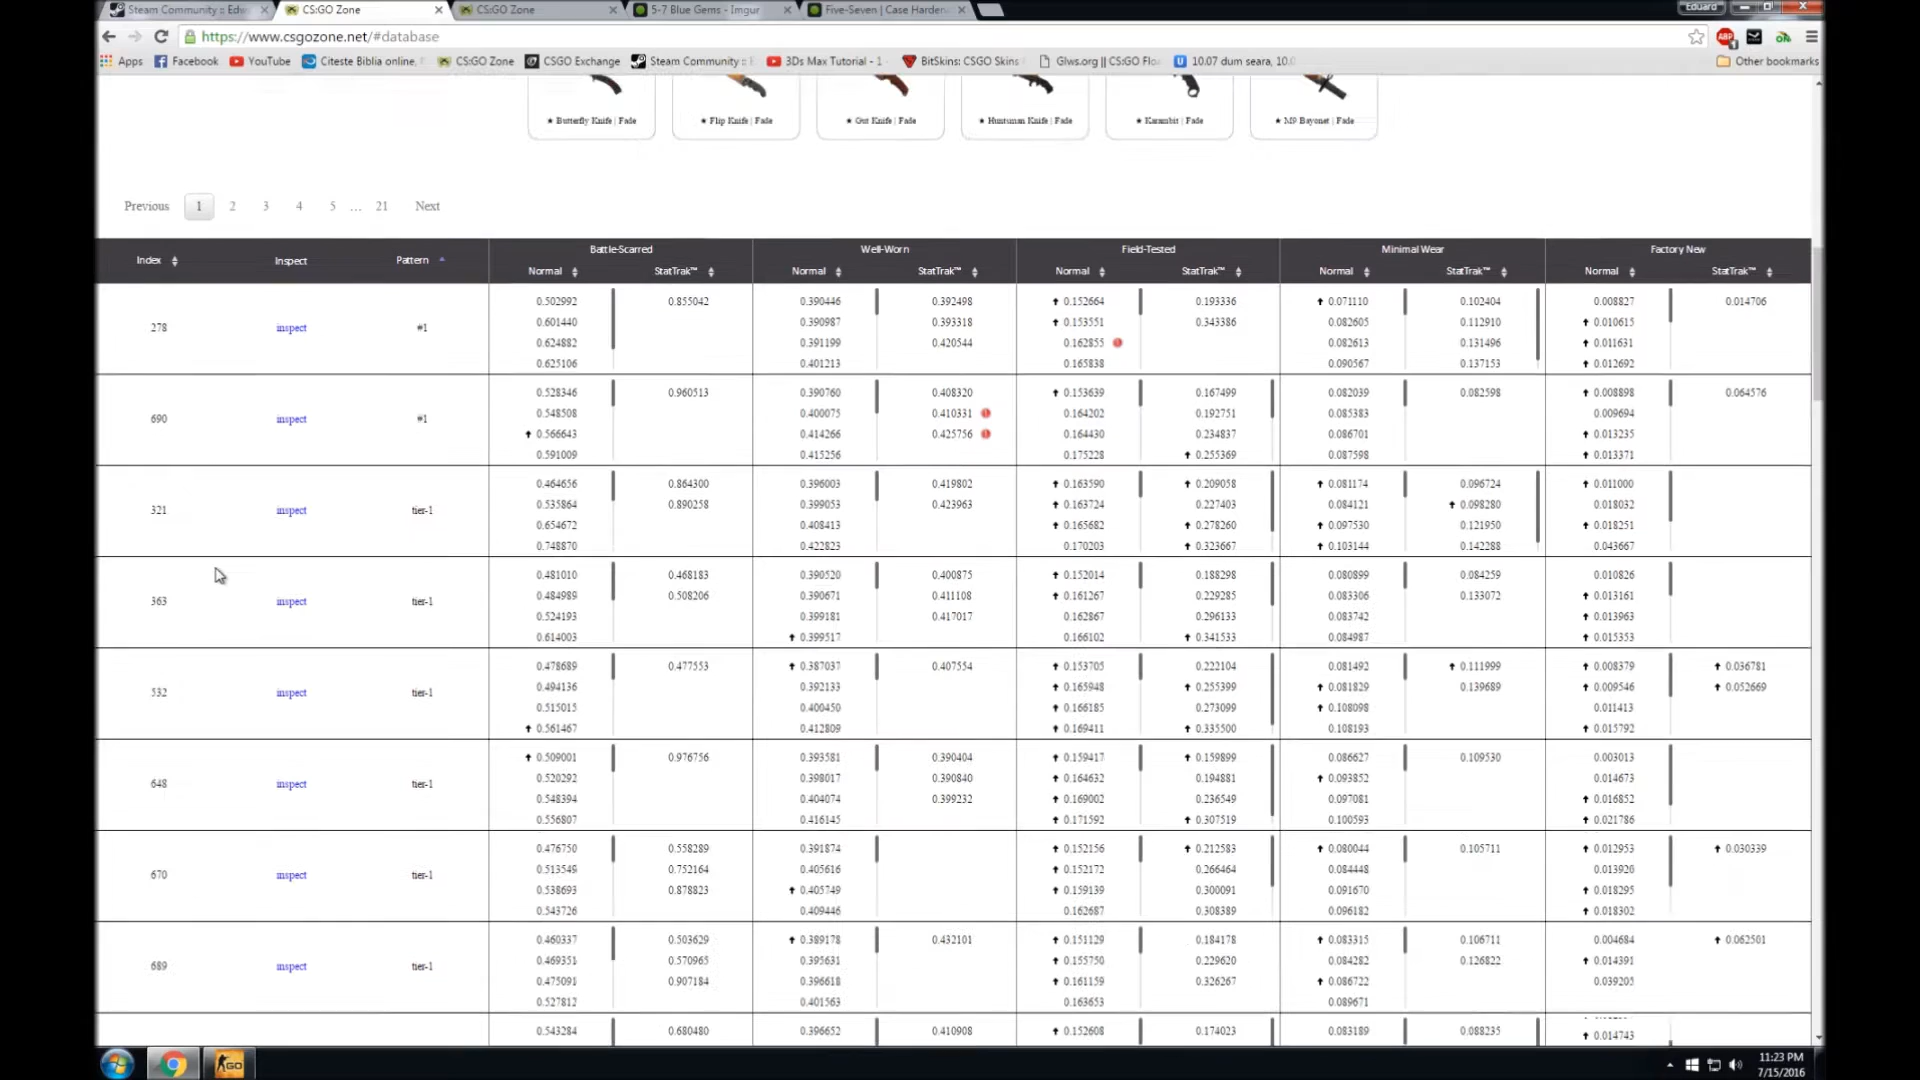 Steam Community :: Edw
CS:GO Zone
CS:GO Zone
5-7 Blue Gems - Imgur
Five-Seven | Case Harden
Eduard
https://www.csgozone.net/#database
Apps
Facebook
YouTube
Citeste Biblia online,
CS:GO Zone
CSGO Exchange
Steam Community ::
3Ds Max Tutorial - 1
BitSkins: CSGO Skins
Glws.org || CS:GO Flo
10.07 dum seara, 10.0
Other bookmarks
★ Butterfly Knife | Fade
★ Flip Knife | Fade
★ Gut Knife | Fade
★ Huntsman Knife | Fade
★ Karambit | Fade
★ M9 Bayonet | Fade
Previous 1 2 3 4 5 ... 21 Next
Battle-Scarred Well-Worn Field-Tested Minimal Wear Factory New
Index Inspect Pattern
Normal StatTrak™ Normal StatTrak™ Normal StatTrak™ Normal StatTrak™ Normal StatTrak™
0.502992 0.855042 0.390446 0.392498 0.152664 0.193336 0.071110 0.102404 0.008827 0.014706
0.601440 0.390987 0.393318 0.153551 0.343386 0.082605 0.112910 0.010615
278 inspect #1
0.624882 0.391199 0.420544 0.162855 0.082613 0.131496 0.011631
0.625106 0.401213 0.165838 0.090567 0.137153 0.012692
0.528346 0.960513 0.390760 0.408320 0.153639 0.167499 0.082039 0.082598 0.008898 0.064576
0.548508 0.400075 0.410331 0.164202 0.192751 0.085383 0.009694
690 inspect #1
0.566643 0.414266 0.425756 0.164430 0.234837 0.086701 0.013235
0.591009 0.415256 0.175228 0.255369 0.087598 0.013371
0.464656 0.864300 0.396003 0.419802 0.163590 0.209058 0.081174 0.096724 0.011000
0.535864 0.890258 0.399053 0.423963 0.163724 0.227403 0.084121 0.098280 0.018032
321 inspect tier-1
0.654672 0.408413 0.165682 0.278260 0.097530 0.121950 0.018251
0.748870 0.422823 0.170203 0.323667 0.103144 0.142288 0.043667
0.481010 0.468183 0.390520 0.400875 0.152014 0.188298 0.080899 0.084259 0.010826
0.484989 0.508206 0.390671 0.411108 0.161267 0.229285 0.083306 0.133072 0.013161
363 inspect tier-1
0.524193 0.399181 0.417017 0.162867 0.296133 0.083742 0.013963
0.614003 0.399517 0.166102 0.341533 0.084987 0.015353
0.478689 0.477553 0.387037 0.407554 0.153705 0.222104 0.081492 0.111999 0.008379 0.036781
0.494136 0.392133 0.165948 0.255399 0.081829 0.139689 0.009546 0.052669
532 inspect tier-1
0.515015 0.400450 0.166185 0.273099 0.108098 0.011413
0.561467 0.412809 0.169411 0.335500 0.108193 0.015792
0.509001 0.976756 0.393581 0.390404 0.159417 0.159899 0.086627 0.109530 0.003013
0.520292 0.398017 0.390840 0.164632 0.194881 0.093852 0.014673
648 inspect tier-1
0.548394 0.404074 0.399232 0.169002 0.236549 0.097081 0.016852
0.556807 0.416145 0.171592 0.307519 0.100593 0.021786
0.476750 0.558289 0.391874 0.152156 0.212583 0.080044 0.105711 0.012953 0.030339
0.513549 0.752164 0.405616 0.152172 0.266464 0.084448 0.013920
670 inspect tier-1
0.538693 0.878823 0.405749 0.159139 0.300091 0.091670 0.018295
0.543726 0.409446 0.162687 0.308389 0.096182 0.018302
0.460337 0.503629 0.389178 0.432101 0.151129 0.184178 0.083315 0.106711 0.004684 0.062501
0.469351 0.570965 0.395631 0.155750 0.229620 0.084282 0.126822 0.014391
689 inspect tier-1
0.475091 0.907184 0.396618 0.161159 0.326267 0.086722 0.039205
0.527812 0.401563 0.163653 0.089671
0.543284 0.680480 0.396652 0.410908 0.152608 0.174023 0.083189 0.088235 0.014743
GO
11:23 PM
7/15/2016